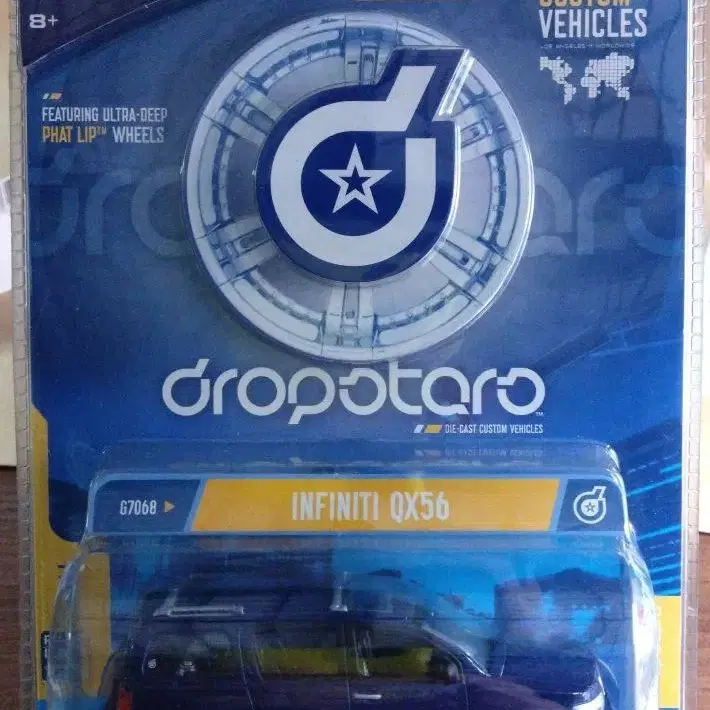 8+
CUSTOM
VEHICLES
LOS ANGELES WORLDWIDE
FEATURING ULTRA-DEEP
PHAT LIP™ WHEELS
dropstars™
DIE-CAST CUSTOM VEHICLES
G7068
INFINITI QX56